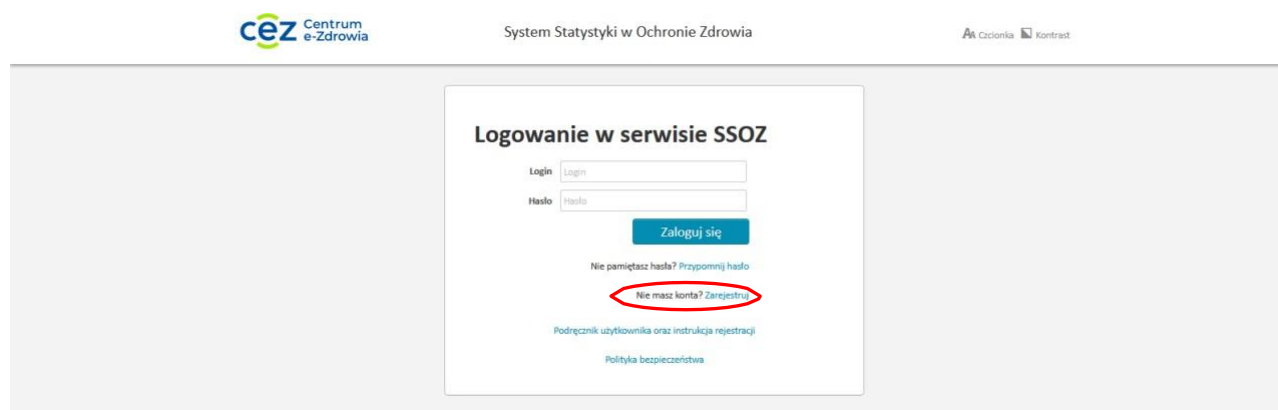 cez Centrum
e-Zdrowia
System Statystyki w Ochronie Zdrowia
AA Czcionka Kontrast
Logowanie w serwisie SSOZ
Login Login
Hasło Hasło
Zaloguj się
Nie pamiętasz hasła? Przypomnij hasło
Nie masz konta? Zarejestruj
Podręcznik użytkownika oraz instrukcja rejestracji
Polityka bezpieczeństwa